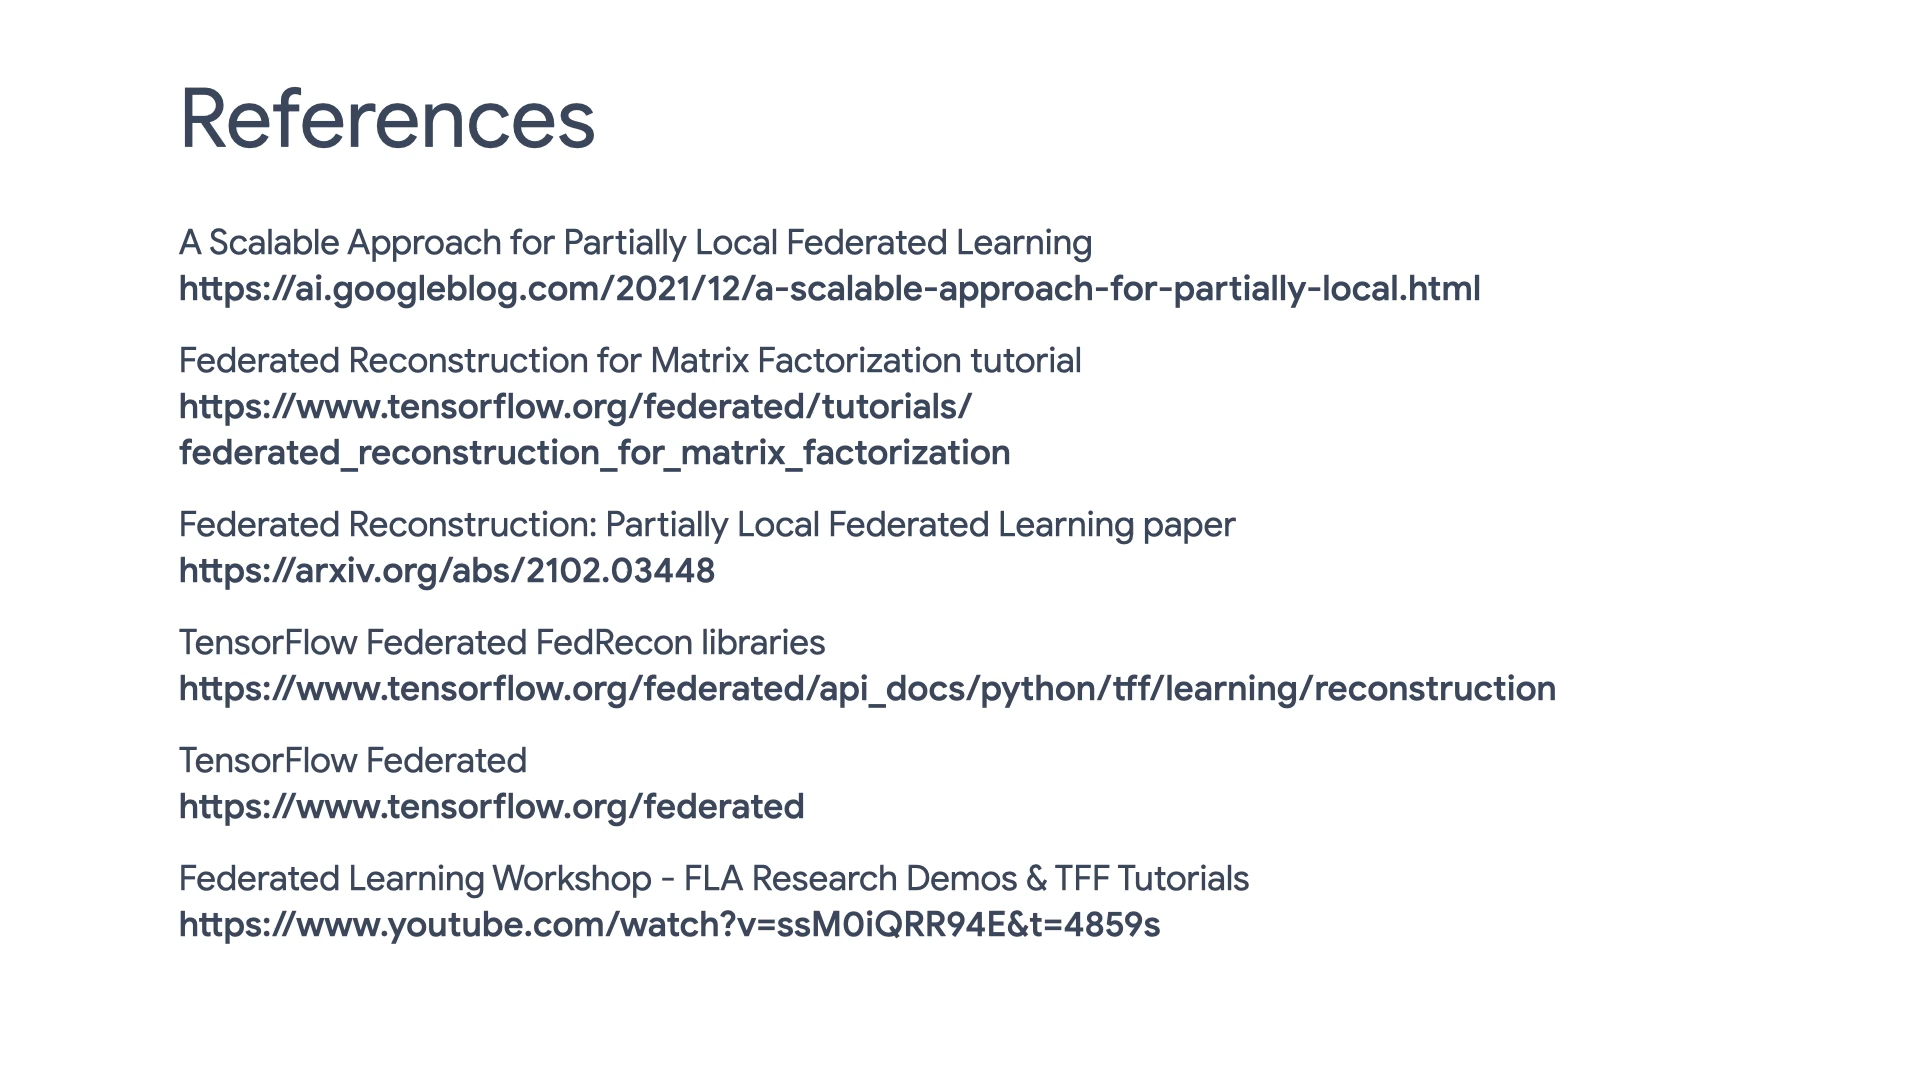 References
A Scalable Approach for Partially Local Federated Learning
https://ai.googleblog.com/2021/12/a-scalable-approach-for-partially-local.html
Federated Reconstruction for Matrix Factorization tutorial
https://www.tensorflow.org/federated/tutorials/
federated_reconstruction_for_matrix_factorization
Federated Reconstruction: Partially Local Federated Learning paper
https://arxiv.org/abs/2102.03448
TensorFlow Federated FedRecon libraries
https://www.tensorflow.org/federated/api_docs/python/tff/learning/reconstruction
TensorFlow Federated
https://www.tensorflow.org/federated
Federated Learning Workshop - FLA Research Demos & TFF Tutorials
https://www.youtube.com/watch?v=ssM0iQRR94E&t=4859s